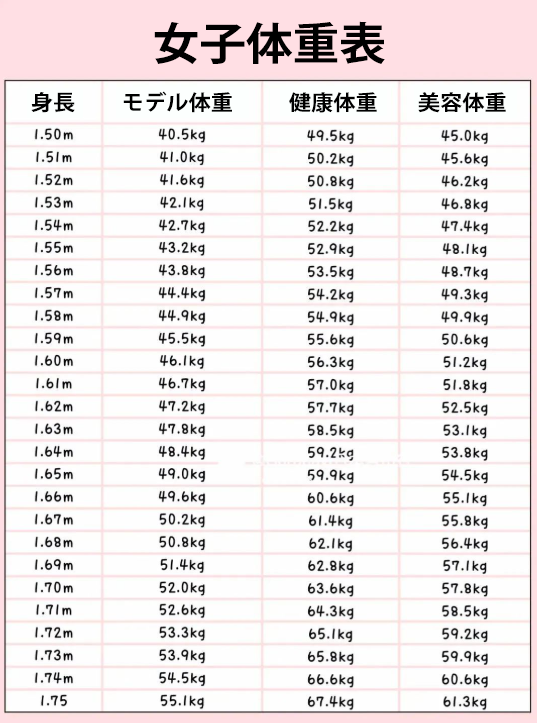 女子体重表
身長 モデル体重 健康体重 美容体重
1.50m 40.5kg 49.5kg 45.0kg
1.51m 41.0kg 50.2kg 45.6kg
1.52m 41.6kg 50.8kg 46.2kg
1.53m 42.1kg 51.5kg 46.8kg
1.54m 42.7kg 52.2kg 47.4kg
1.55m 43.2kg 52.9kg 48.1kg
1.56m 43.8kg 53.5kg 48.7kg
1.57m 44.4kg 54.2kg 49.3kg
1.58m 44.9kg 54.9kg 49.9kg
1.59m 45.5kg 55.6kg 50.6kg
1.60m 46.1kg 56.3kg 51.2kg
1.61m 46.7kg 57.0kg 51.8kg
1.62m 47.2kg 57.7kg 52.5kg
1.63m 47.8kg 58.5kg 53.1kg
1.64m 48.4kg 59.2kg 53.8kg
1.65m 49.0kg 59.9kg 54.5kg
1.66m 49.6kg 60.6kg 55.1kg
1.67m 50.2kg 61.4kg 55.8kg
1.68m 50.8kg 62.1kg 56.4kg
1.69m 51.4kg 62.8kg 57.1kg
1.70m 52.0kg 63.6kg 57.8kg
1.71m 52.6kg 64.3kg 58.5kg
1.72m 53.3kg 65.1kg 59.2kg
1.73m 53.9kg 65.8kg 59.9kg
1.74m 54.5kg 66.6kg 60.6kg
1.75 55.1kg 67.4kg 61.3kg